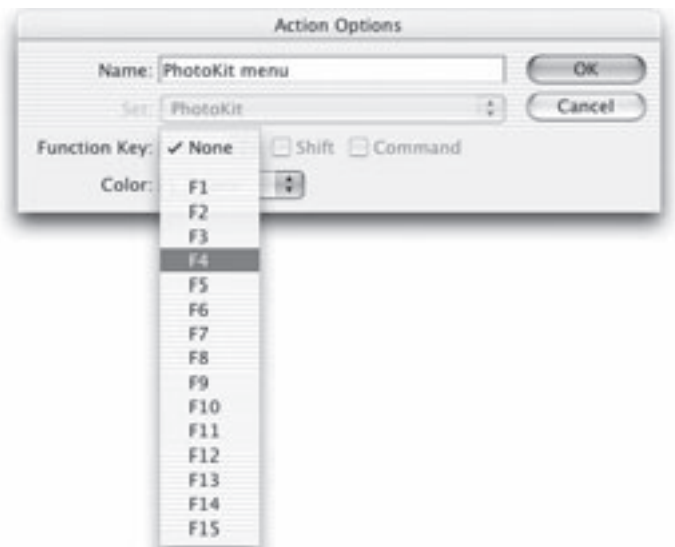 Action Options
Name: PhotoKit menu
OK
Set: PhotoKit
Cancel
Function Key: ✓ None
Shift
Command
Color:
F1
F2
F3
F4
F5
F6
F7
F8
F9
F10
F11
F12
F13
F14
F15